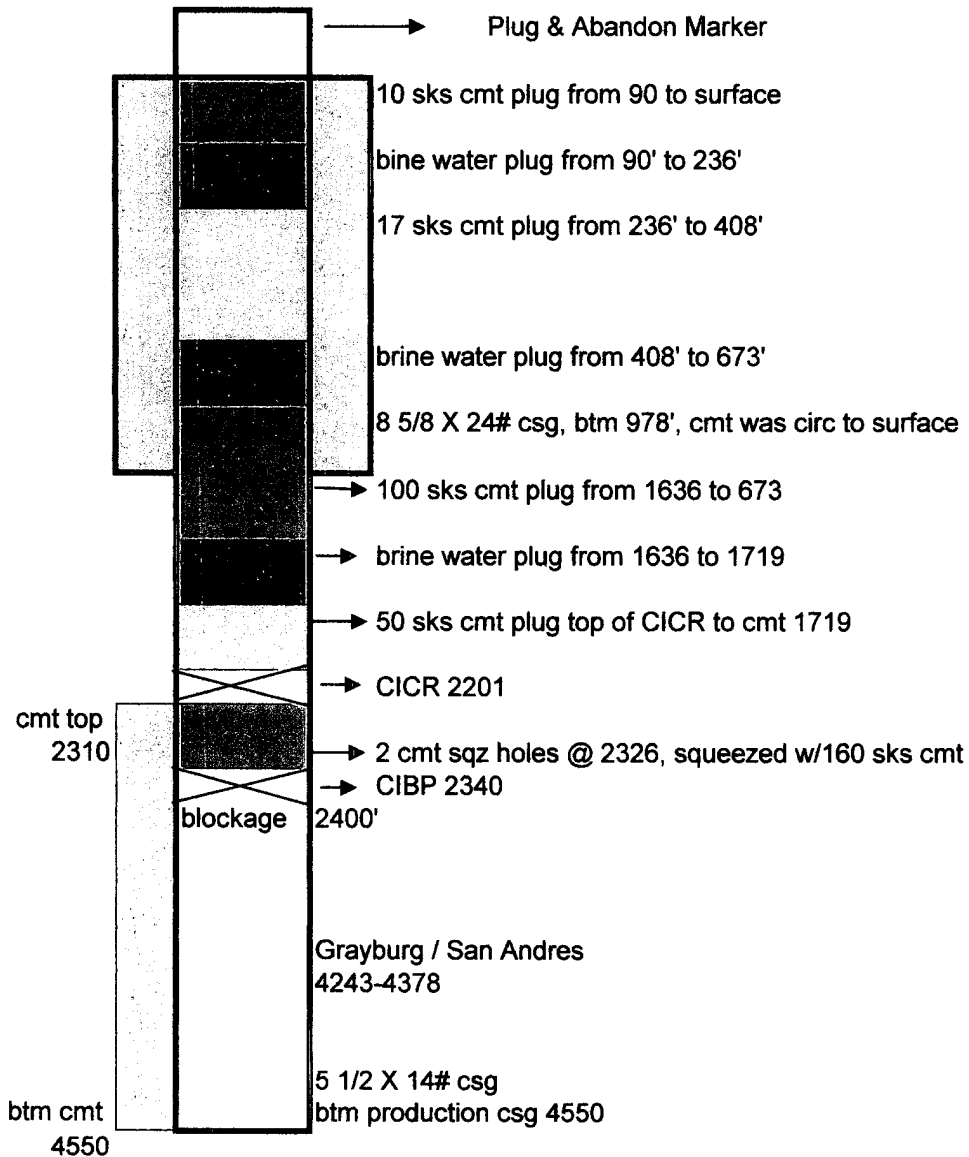 Plug & Abandon Marker
10 sks cmt plug from 90 to surface
bine water plug from 90' to 236'
17 sks cmt plug from 236' to 408'
brine water plug from 408' to 673'
8 5/8 X 24# csg, btm 978', cmt was circ to surface
100 sks cmt plug from 1636 to 673
brine water plug from 1636 to 1719
50 sks cmt plug top of CICR to cmt 1719
CICR 2201
cmt top
2310
2 cmt sqz holes @ 2326, squeezed w/160 sks cmt
CIBP 2340
blockage 2400'
Grayburg / San Andres
4243-4378
5 1/2 X 14# csg
btm production csg 4550
btm cmt
4550